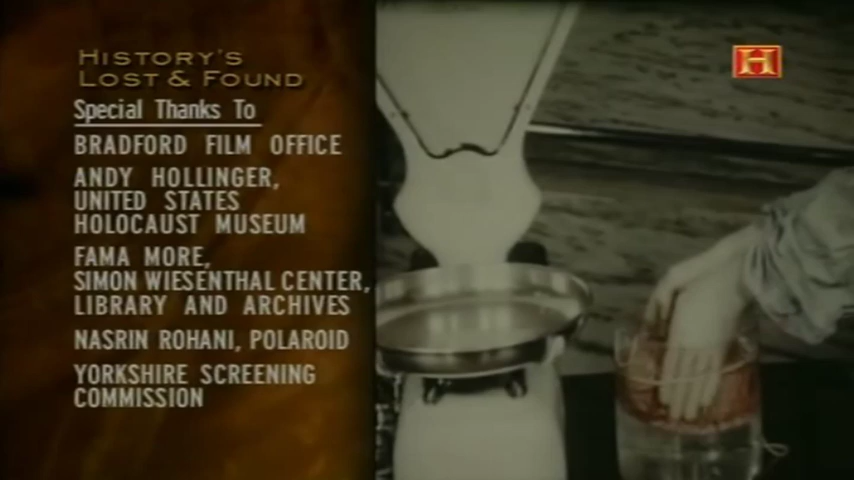 HISTORY'S
LOST & FOUND
Special Thanks To
BRADFORD FILM OFFICE
ANDY HOLLINGER,
UNITED STATES
HOLOCAUST MUSEUM
FAMA MORE,
SIMON WIESENTHAL CENTER,
LIBRARY AND ARCHIVES
NASRIN ROHANI, POLAROID
YORKSHIRE SCREENING
COMMISSION
H